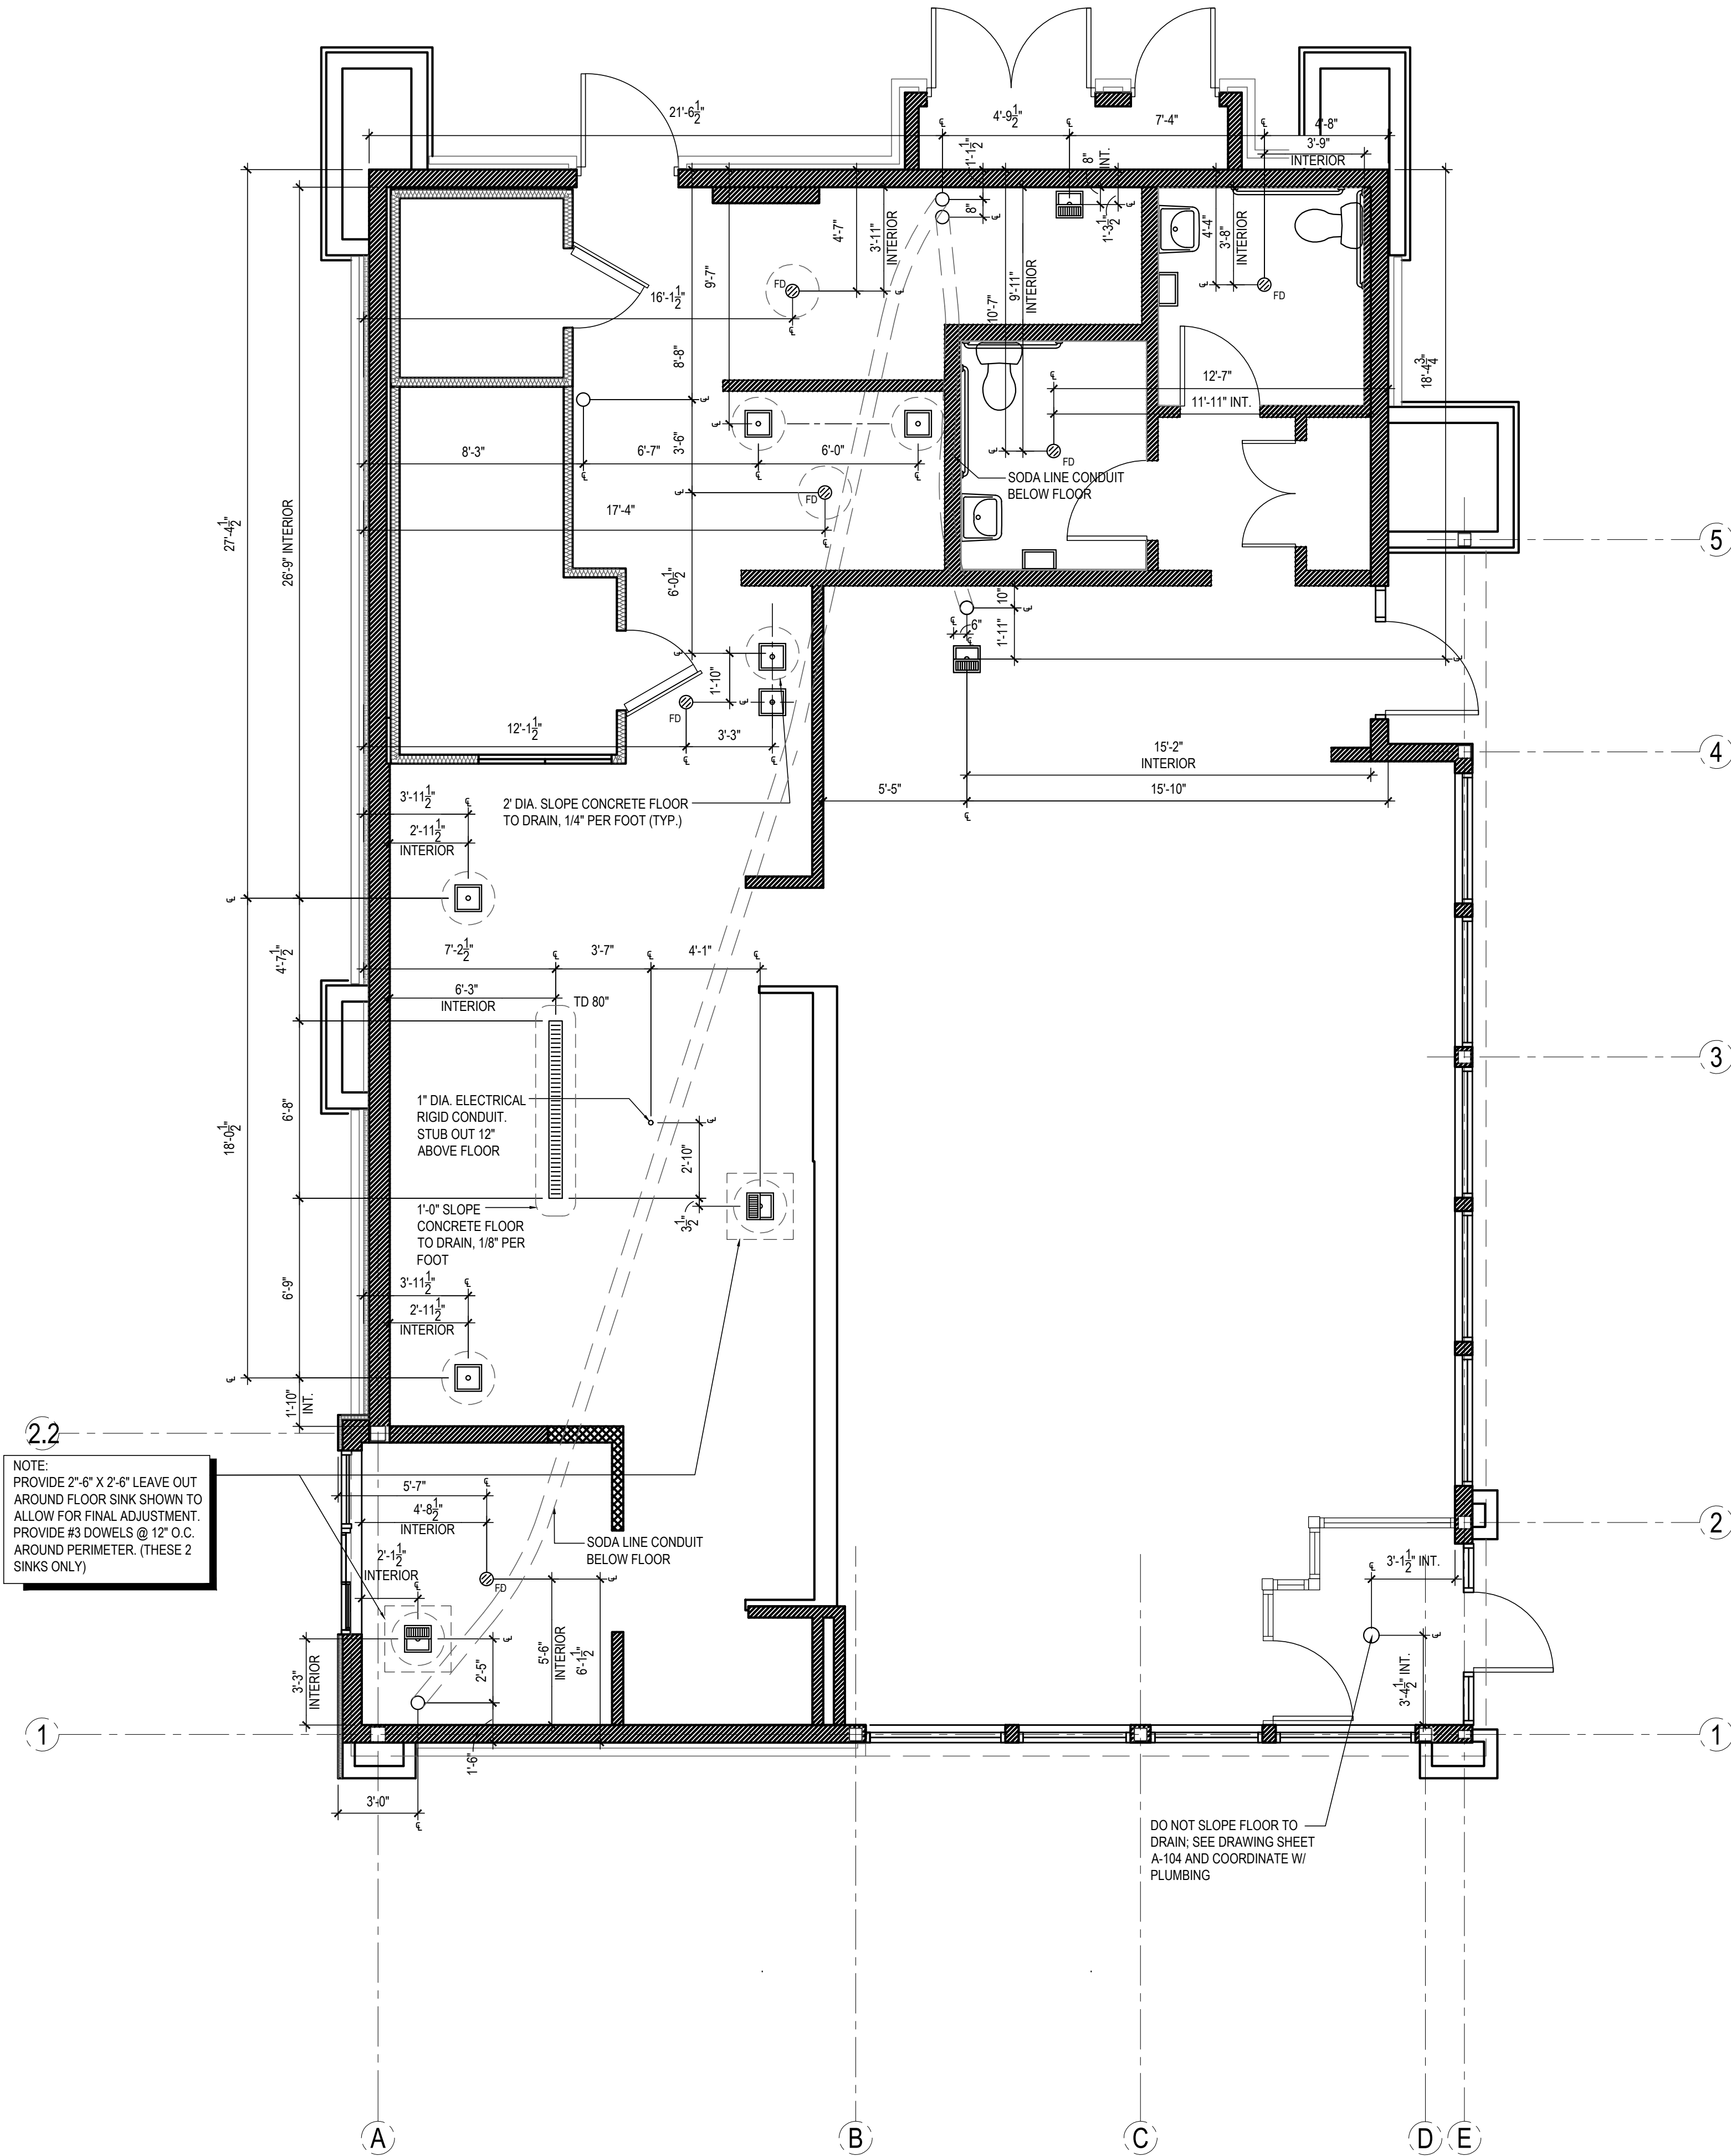 21'-6 1/2"
4'-9 1/2"
7'-4"
4'-8"
3'-9"
INTERIOR
1'-1 1/2"
8"
INT.
8"
1'-3 1/2"
4'-7"
3'-11"
INTERIOR
4'-4"
3'-8"
INTERIOR
FD
9'-7"
16'-1 1/2"
FD
10'-7"
9'-11"
INTERIOR
18'-4 3/4"
8'-8"
12'-7"
11'-11" INT.
8'-3"
6'-7"
3'-6"
6'-0"
FD
SODA LINE CONDUIT
BELOW FLOOR
FD
17'-4"
27'-4 1/2"
26'-9" INTERIOR
5
6'-0 1/2"
10"
6"
1'-11"
1'-10"
FD
12'-1 1/2"
3'-3"
4
15'-2"
INTERIOR
5'-5"
15'-10"
3'-11 1/2"
2'-11 1/2"
INTERIOR
2' DIA. SLOPE CONCRETE FLOOR
TO DRAIN, 1/4" PER FOOT (TYP.)
4'-7 1/2"
7'-2 1/2"
3'-7"
4'-1"
6'-3"
INTERIOR
TD 80"
3
18'-0 1/2"
6'-8"
1" DIA. ELECTRICAL
RIGID CONDUIT.
STUB OUT 12"
ABOVE FLOOR
2'-10"
3 1/2"
1'-0" SLOPE
CONCRETE FLOOR
TO DRAIN, 1/8" PER
FOOT
6'-9"
3'-11 1/2"
2'-11 1/2"
INTERIOR
1'-10"
INT.
2.2
NOTE:
PROVIDE 2"-6" X 2'-6" LEAVE OUT
AROUND FLOOR SINK SHOWN TO
ALLOW FOR FINAL ADJUSTMENT.
PROVIDE #3 DOWELS @ 12" O.C.
AROUND PERIMETER. (THESE 2
SINKS ONLY)
5'-7"
4'-8 1/2"
INTERIOR
2'-1 1/2"
INTERIOR
FD
SODA LINE CONDUIT
BELOW FLOOR
2
3'-1 1/2" INT.
3'-3"
INTERIOR
2'-5"
5'-6"
INTERIOR
6'-1 1/2"
3'-4 1/2" INT.
1
1
1'-6"
3'-0"
DO NOT SLOPE FLOOR TO
DRAIN; SEE DRAWING SHEET
A-104 AND COORDINATE W/
PLUMBING
A
B
C
D
E